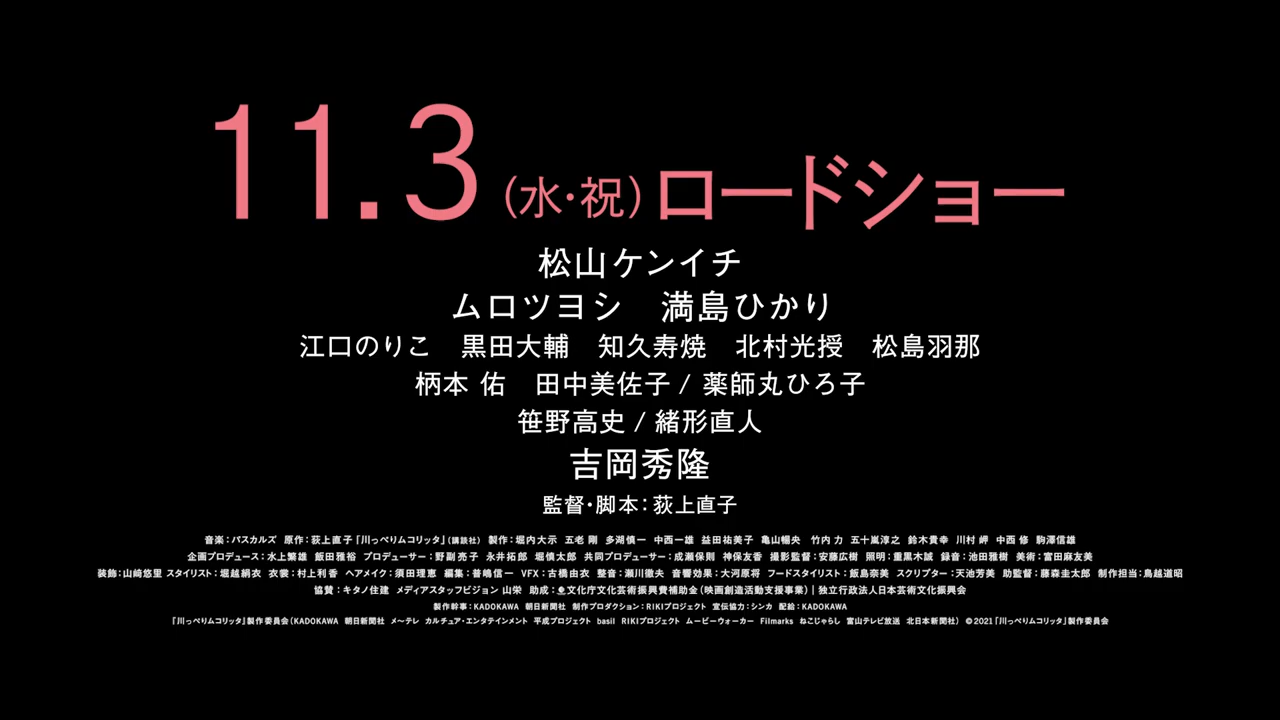 11.3（水・祝）ロードショー
松山ケンイチ
ムロツヨシ　満島ひかり
江口のりこ　黒田大輔　知久寿焼　北村光授　松島羽那
柄本 佑　田中美佐子 / 薬師丸ひろ子
笹野高史 / 緒形直人
吉岡秀隆
監督・脚本：荻上直子
音楽：パスカルズ　原作：荻上直子『川っぺりムコリッタ』（講談社）　製作：堀内大示　五老 剛　多湖慎一　中西一雄　益田祐美子　亀山暢央　竹内 力　五十嵐淳之　鈴木貴幸　川村 岬　中西 修　駒澤信雄
企画プロデュース：水上繁雄　飯田雅裕　プロデューサー：野副亮子　永井拓郎　堀慎太郎　共同プロデューサー：成瀬保則　神保友香　撮影監督：安藤広樹　照明：重黒木誠　録音：池田雅樹　美術：富田麻友美
装飾：山崎悠里　スタイリスト：堀越絹衣　衣裳：村上利香　ヘアメイク：須田理恵　編集：普嶋信一　VFX：古橋由衣　整音：瀬川徹夫　音響効果：大河原将　フードスタイリスト：飯島奈美　スクリプター：天池芳美　助監督：藤森圭太郎　制作担当：鳥越道昭
協賛：キタノ住建　メディアスタッフビジョン 山栄　助成：文化庁文化芸術振興費補助金（映画創造活動支援事業）｜独立行政法人日本芸術文化振興会
製作幹事：KADOKAWA　朝日新聞社　制作プロダクション：RIKIプロジェクト　宣伝協力：シンカ　配給：KADOKAWA
『川っぺりムコリッタ』製作委員会（KADOKAWA　朝日新聞社　メ〜テレ　カルチュア・エンタテインメント　平成プロジェクト　basil　RIKIプロジェクト　ムービーウォーカー　Filmarks　ねこじゃらし　富山テレビ放送　北日本新聞社）　©2021『川っぺりムコリッタ』製作委員会